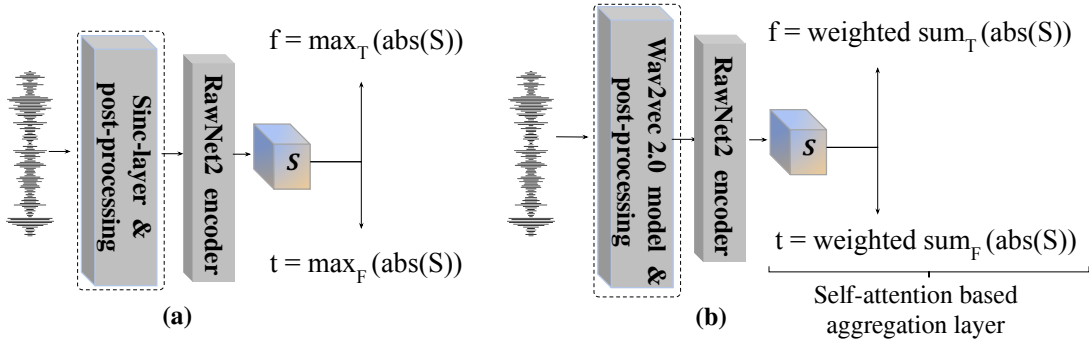 f = max_T (abs(S))
Sinc-layer &
post-processing
RawNet2 encoder
S
t = max_F (abs(S))
(a)
f = weighted sum_T (abs(S))
Wav2vec 2.0 model &
post-processing
RawNet2 encoder
S
t = weighted sum_F (abs(S))
Self-attention based
aggregation layer
(b)